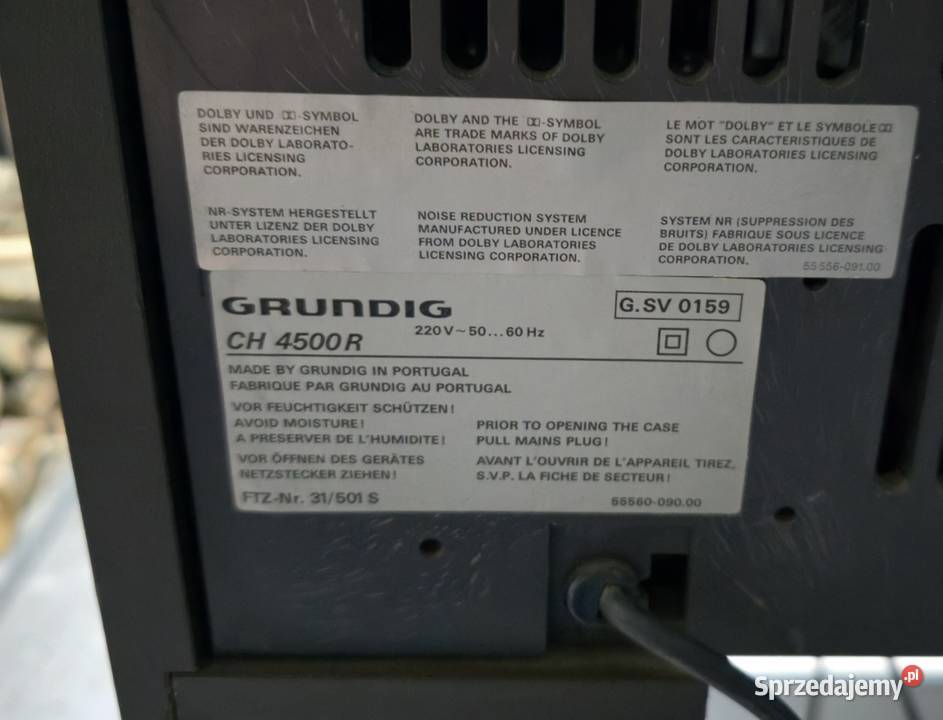 DOLBY UND ▯▯-SYMBOL
SIND WARENZEICHEN
DER DOLBY LABORATO-
RIES LICENSING
CORPORATION.
DOLBY AND THE ▯▯-SYMBOL
ARE TRADE MARKS OF DOLBY
LABORATORIES LICENSING
CORPORATION.
LE MOT "DOLBY" ET LE SYMBOLE ▯▯
SONT LES CARACTERISTIQUES DE
DOLBY LABORATORIES LICENSING
CORPORATION.
NR-SYSTEM HERGESTELLT
UNTER LIZENZ DER DOLBY
LABORATORIES LICENSING
CORPORATION.
NOISE REDUCTION SYSTEM
MANUFACTURED UNDER LICENCE
FROM DOLBY LABORATORIES
LICENSING CORPORATION.
SYSTEM NR (SUPPRESSION DES
BRUITS) FABRIQUE SOUS LICENCE
DE DOLBY LABORATORIES LICENSING
CORPORATION.
55 556-091.00
GRUNDIG
G.SV 0159
CH 4500 R
220 V ~ 50...60 Hz
MADE BY GRUNDIG IN PORTUGAL
FABRIQUE PAR GRUNDIG AU PORTUGAL
VOR FEUCHTIGKEIT SCHÜTZEN!
AVOID MOISTURE!
A PRESERVER DE L'HUMIDITE!
VOR ÖFFNEN DES GERÄTES
NETZSTECKER ZIEHEN!
PRIOR TO OPENING THE CASE
PULL MAINS PLUG!
AVANT L'OUVRIR DE L'APPAREIL TIREZ,
S.V.P. LA FICHE DE SECTEUR!
FTZ-Nr. 31/501 S
55560-090.00
Sprzedajemy.pl